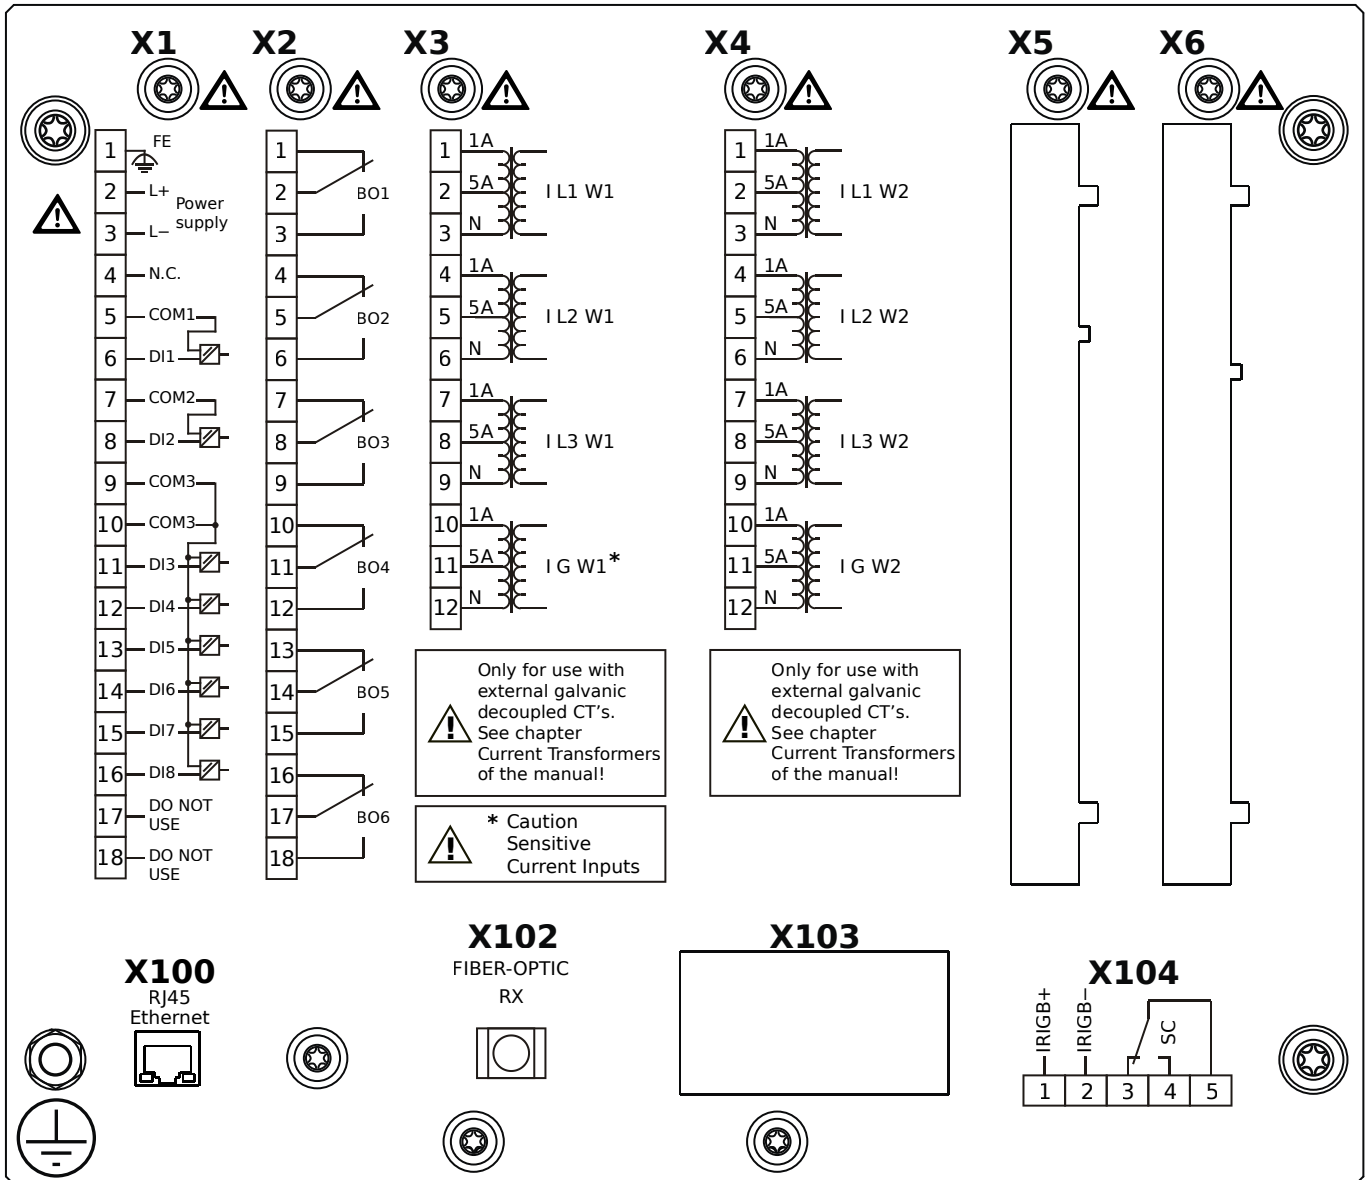 X1
X2
X3
X4
X5
X6
1 FE
2 L+
Power
supply
3 L−
4 N.C.
5 COM1
6 DI1
7 COM2
8 DI2
9 COM3
10 COM3
11 DI3
12 DI4
13 DI5
14 DI6
15 DI7
16 DI8
17 DO NOT
USE
18 DO NOT
USE
1
2 BO1
3
4
5 BO2
6
7
8 BO3
9
10
11 BO4
12
13
14 BO5
15
16
17 BO6
18
1 1A
2 5A I L1 W1
3 N
4 1A
5 5A I L2 W1
6 N
7 1A
8 5A I L3 W1
9 N
10 1A
11 5A I G W1*
12 N
Only for use with
external galvanic
decoupled CT's.
See chapter
Current Transformers
of the manual!
* Caution
Sensitive
Current Inputs
1 1A
2 5A I L1 W2
3 N
4 1A
5 5A I L2 W2
6 N
7 1A
8 5A I L3 W2
9 N
10 1A
11 5A I G W2
12 N
Only for use with
external galvanic
decoupled CT's.
See chapter
Current Transformers
of the manual!
X100
RJ45
Ethernet
X102
FIBER-OPTIC
RX
X103
X104
IRIGB+
IRIGB−
SC
1 2 3 4 5